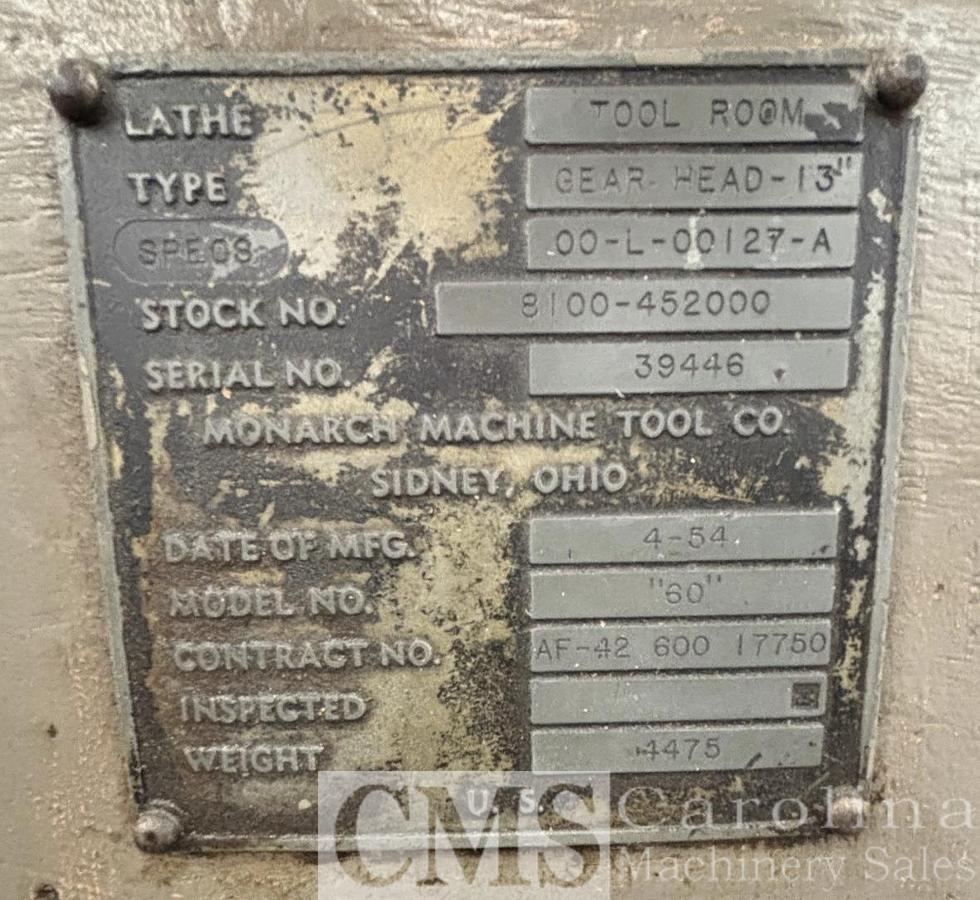 LATHE TOOL ROOM
TYPE GEAR HEAD-13"
SPECS 00-L-00127-A
STOCK NO. 8100-452000
SERIAL NO. 39446
MONARCH MACHINE TOOL CO.
SIDNEY, OHIO
DATE OF MFG. 4-54
MODEL NO. "60"
CONTRACT NO. AF-42 600 17750
INSPECTED
WEIGHT 4475
U. S.
CMS Carolina
Machinery Sales